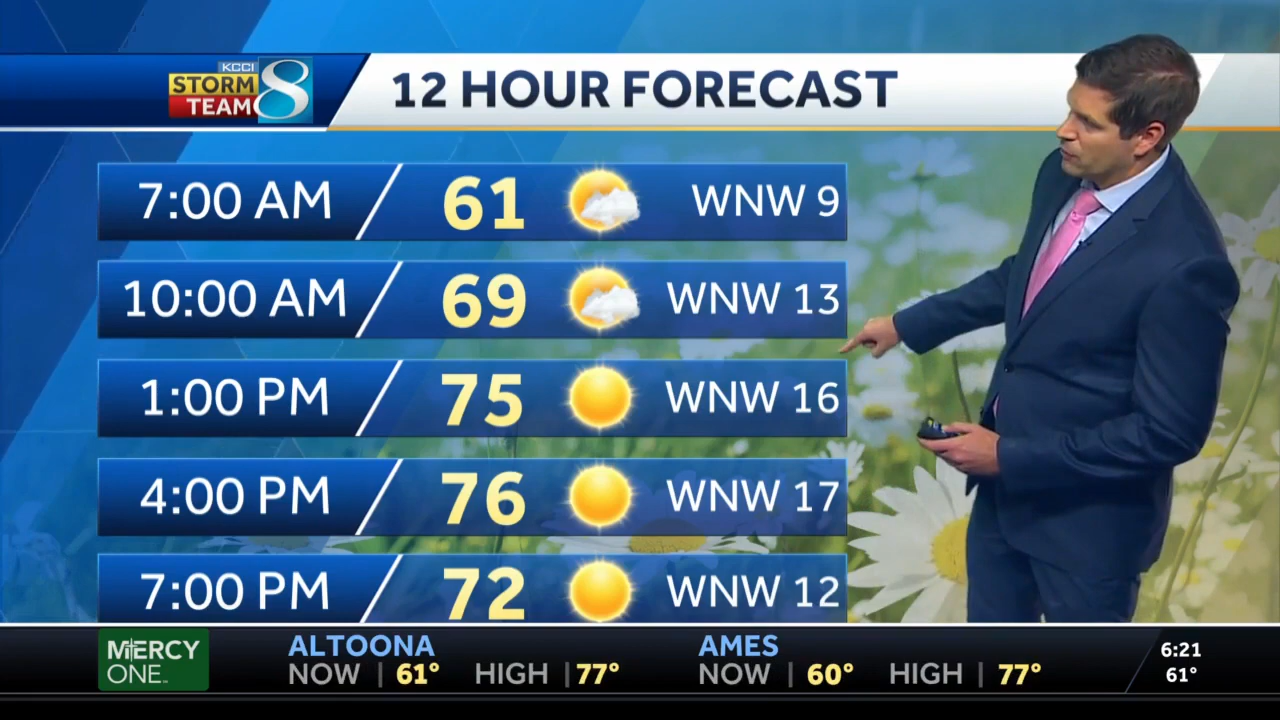 KCCI
STORM
TEAM 8
12 HOUR FORECAST
7:00 AM 61 WNW 9
10:00 AM 69 WNW 13
1:00 PM 75 WNW 16
4:00 PM 76 WNW 17
7:00 PM 72 WNW 12
MERCY
ONE
ALTOONA
NOW | 61° HIGH | 77°
AMES
NOW | 60° HIGH | 77°
6:21
61°